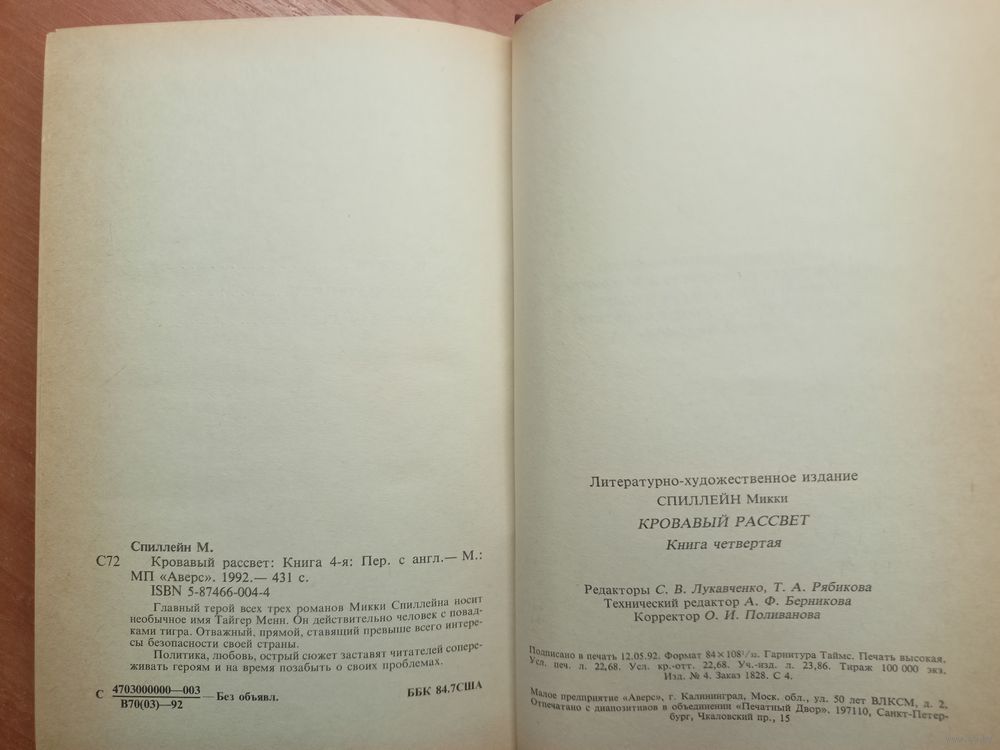 Спиллейн М.
С72 Кровавый рассвет: Книга 4-я: Пер. с англ.— М.:
МП «Аверс». 1992.— 431 с.
ISBN 5-87466-004-4
Главный герой всех трех романов Микки Спиллейна носит
необычное имя Тайгер Менн. Он действительно человек с повад-
ками тигра. Отважный, прямой, ставящий превыше всего интере-
сы безопасности своей страны.
Политика, любовь, острый сюжет заставят читателей сопере-
живать героям и на время позабыть о своих проблемах.
С 4703000000—003 — Без объявл.
В70(03)—92
ББК 84.7США
Литературно-художественное издание
СПИЛЛЕЙН Микки
КРОВАВЫЙ РАССВЕТ
Книга четвертая
Редакторы С. В. Лукавченко, Т. А. Рябикова
Технический редактор А. Ф. Берникова
Корректор О. И. Поливанова
Подписано в печать 12.05.92. Формат 84×108¹/₃₂. Гарнитура Таймс. Печать высокая.
Усл. печ. л. 22,68. Усл. кр.-отт. 22,68. Уч.-изд. л. 23,86. Тираж 100 000 экз.
Изд. № 4. Заказ 1828. С 4.
Малое предприятие «Аверс», г. Калининград, Моск. обл., ул. 50 лет ВЛКСМ, д. 2.
Отпечатано с диапозитивов в объединении «Печатный Двор». 197110, Санкт-Петер-
бург, Чкаловский пр., 15